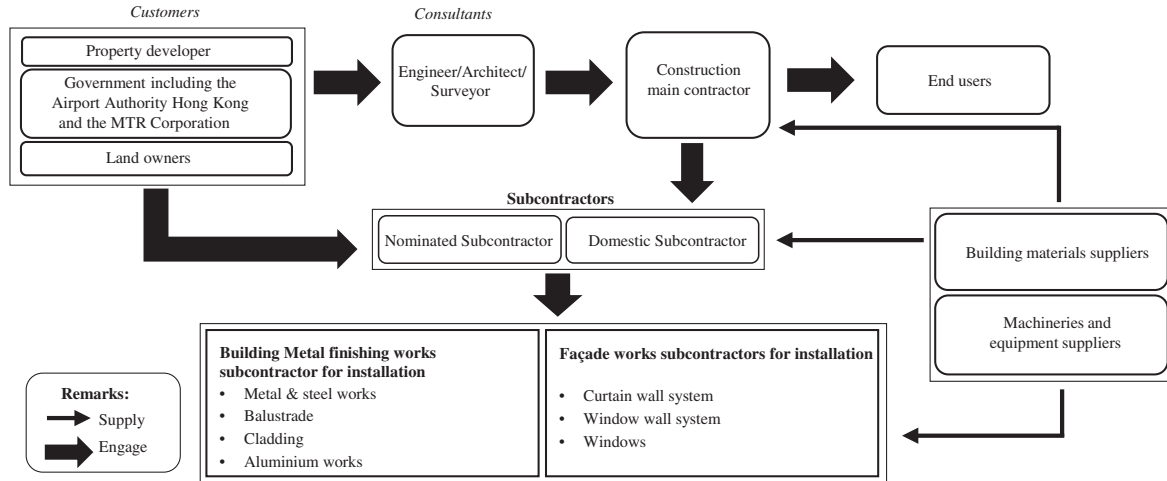 Customers
Consultants
Property developer
Government including the
Airport Authority Hong Kong
and the MTR Corporation
Land owners
Engineer/Architect/
Surveyor
Construction
main contractor
End users
Subcontractors
Nominated Subcontractor
Domestic Subcontractor
Building materials suppliers
Machineries and
equipment suppliers
Building Metal finishing works
subcontractor for installation
• Metal & steel works
• Balustrade
• Cladding
• Aluminium works
Façade works subcontractors for installation
• Curtain wall system
• Window wall system
• Windows
Remarks:
Supply
Engage